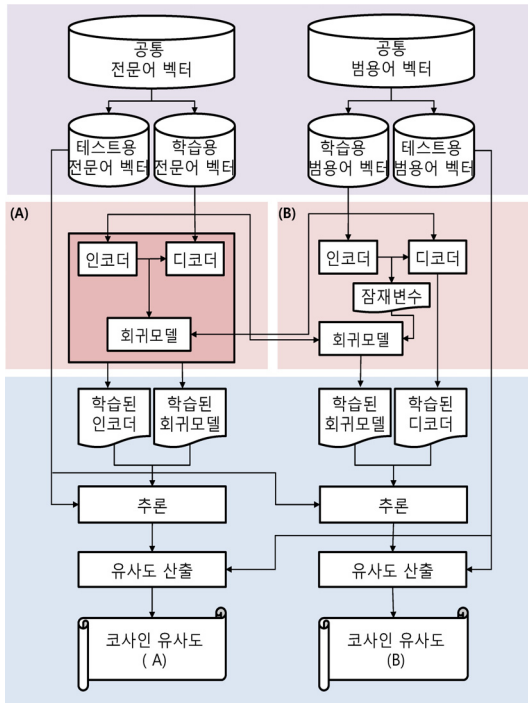 공통
전문어 벡터
공통
범용어 벡터
테스트용
전문어 벡터
학습용
전문어 벡터
학습용
범용어 벡터
테스트용
범용어 벡터
(A)
인코더
디코더
회귀모델
(B)
인코더
디코더
잠재변수
회귀모델
학습된
인코더
학습된
회귀모델
학습된
회귀모델
학습된
디코더
추론
추론
유사도 산출
유사도 산출
코사인 유사도
( A)
코사인 유사도
(B)